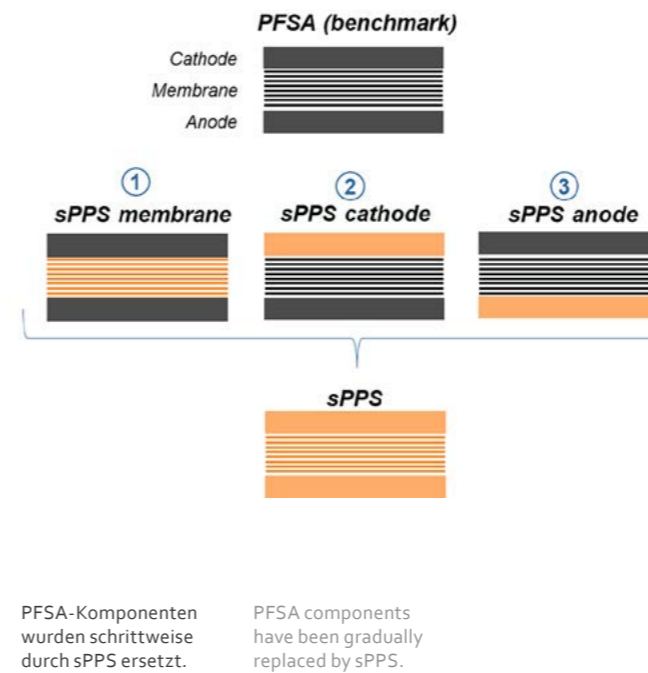 PFSA (benchmark)
Cathode
Membrane
Anode
1
sPPS membrane
2
sPPS cathode
3
sPPS anode
sPPS
PFSA-Komponenten
wurden schrittweise
durch sPPS ersetzt.
PFSA components
have been gradually
replaced by sPPS.